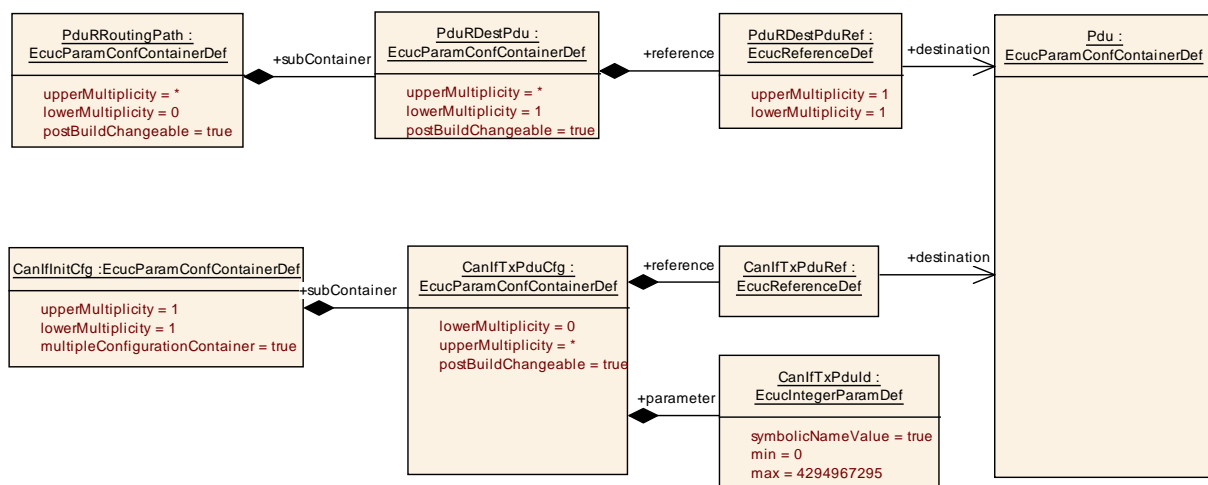 PduRRoutingPath :
EcucParamConfContainerDef
upperMultiplicity = *
lowerMultiplicity = 0
postBuildChangeable = true
+subContainer
PduRDestPdu :
EcucParamConfContainerDef
upperMultiplicity = *
lowerMultiplicity = 1
postBuildChangeable = true
+reference
PduRDestPduRef :
EcucReferenceDef
upperMultiplicity = 1
lowerMultiplicity = 1
+destination
Pdu :
EcucParamConfContainerDef
CanIfInitCfg :EcucParamConfContainerDef
upperMultiplicity = 1
lowerMultiplicity = 1
multipleConfigurationContainer = true
+subContainer
CanIfTxPduCfg :
EcucParamConfContainerDef
lowerMultiplicity = 0
upperMultiplicity = *
postBuildChangeable = true
+reference
CanIfTxPduRef :
EcucReferenceDef
+destination
+parameter
CanIfTxPduId :
EcucIntegerParamDef
symbolicNameValue = true
min = 0
max = 4294967295